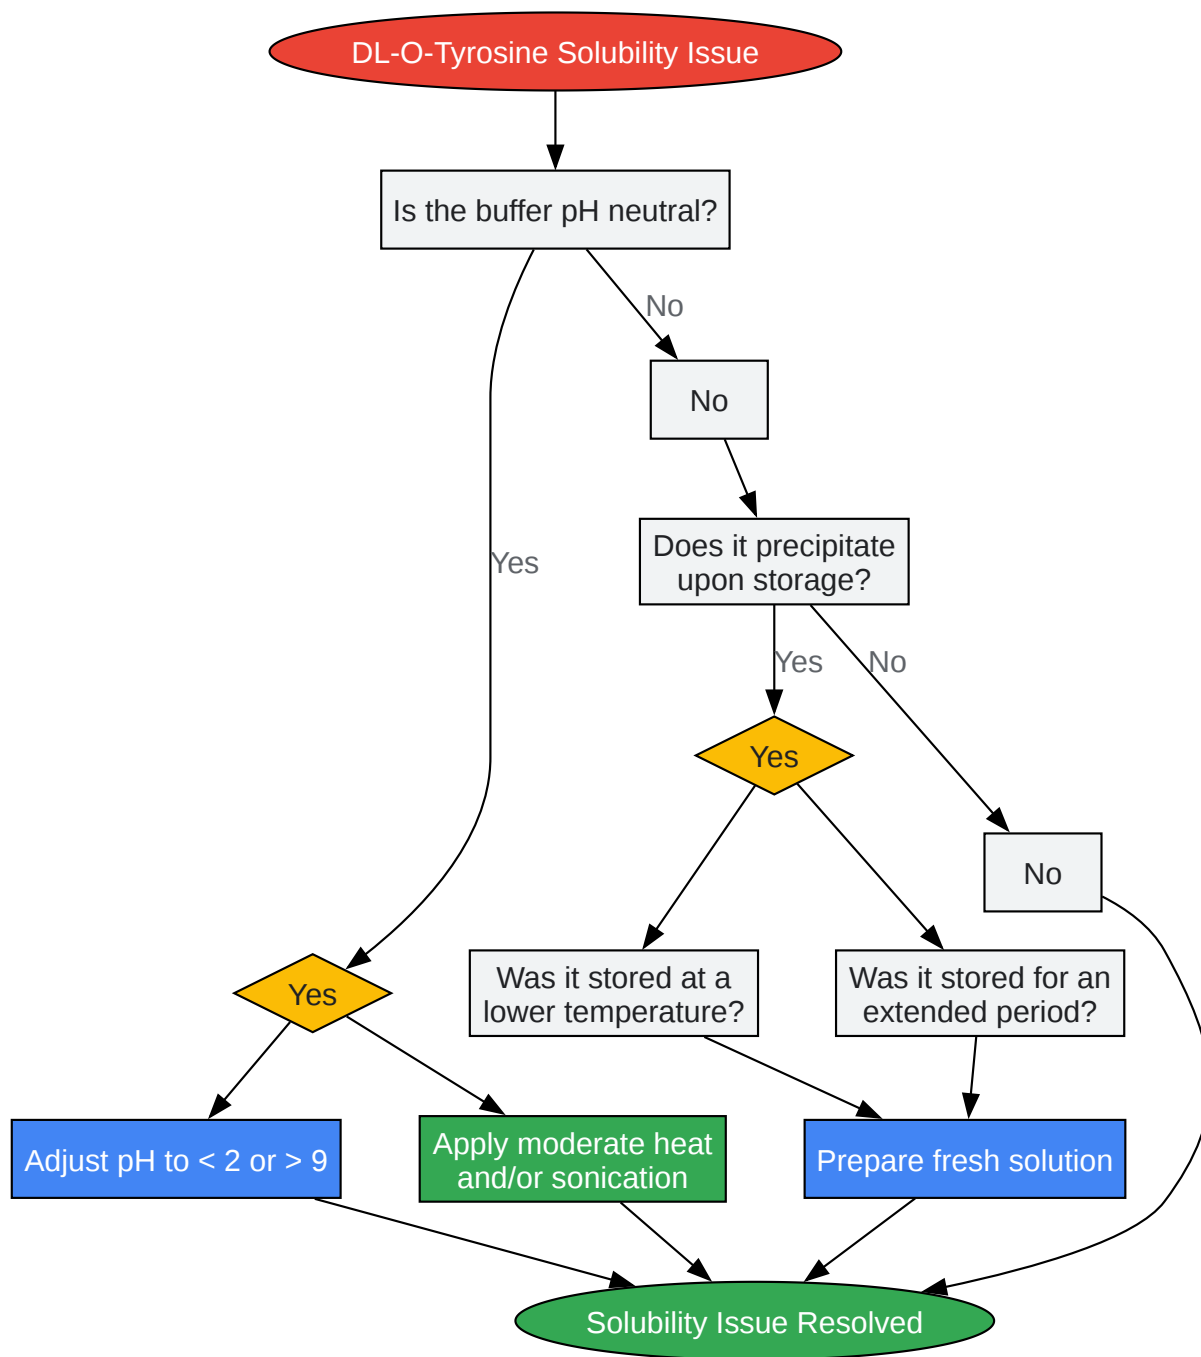 DL-O-Tyrosine Solubility Issue
Is the buffer pH neutral?
No
No
Does it precipitate
upon storage?
Yes
Yes
No
Yes
No
Yes
Was it stored at a
lower temperature?
Was it stored for an
extended period?
Adjust pH to < 2 or > 9
Apply moderate heat
and/or sonication
Prepare fresh solution
Solubility Issue Resolved